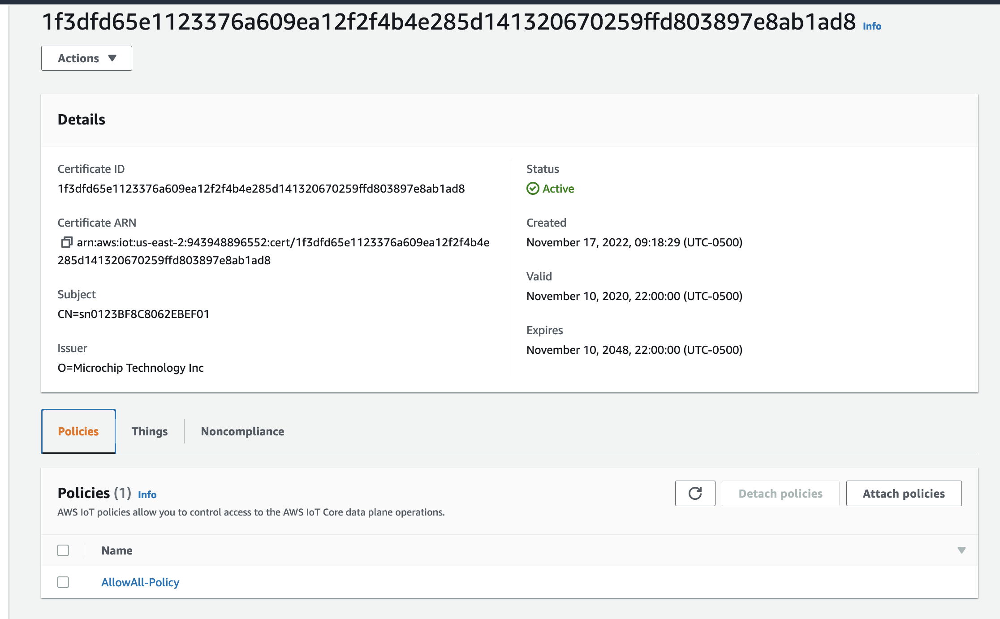 1f3dfd65e1123376a609ea12f2f4b4e285d141320670259ffd803897e8ab1ad8 Info
Actions
Details
Certificate ID
1f3dfd65e1123376a609ea12f2f4b4e285d141320670259ffd803897e8ab1ad8
Certificate ARN
arn:aws:iot:us-east-2:943948896552:cert/1f3dfd65e1123376a609ea12f2f4b4e
285d141320670259ffd803897e8ab1ad8
Subject
CN=sn0123BF8C8062EBEF01
Issuer
O=Microchip Technology Inc
Status
Active
Created
November 17, 2022, 09:18:29 (UTC-0500)
Valid
November 10, 2020, 22:00:00 (UTC-0500)
Expires
November 10, 2048, 22:00:00 (UTC-0500)
Policies
Things
Noncompliance
Policies (1) Info
AWS IoT policies allow you to control access to the AWS IoT Core data plane operations.
Detach policies
Attach policies
Name
AllowAll-Policy